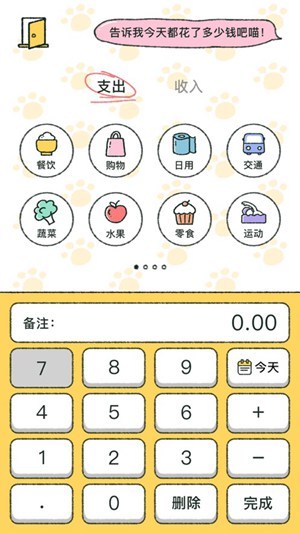 告诉我今天都花了多少钱吧喵！
支出 收入
餐饮 购物 日用 交通
蔬菜 水果 零食 运动
备注： 0.00
7 8 9 今天
4 5 6 +
1 2 3 −
. 0 删除 完成